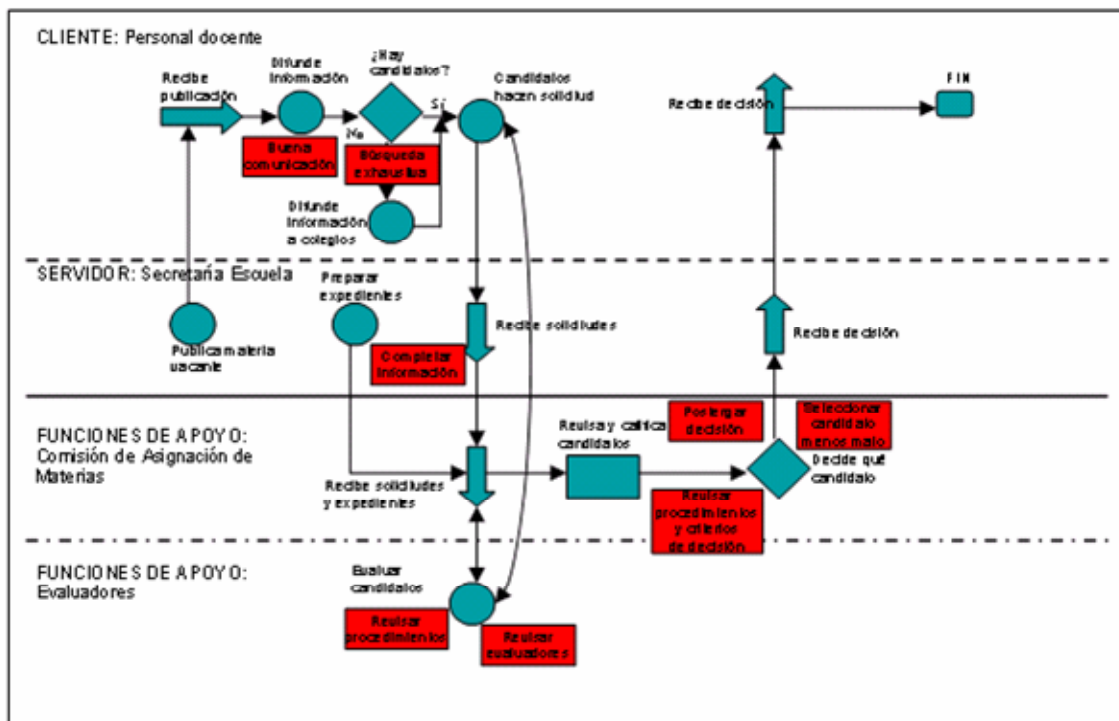 CLIENTE: Personal docente
Recibe
publicación
Difunde
información
¿Hay
candidatos?
Sí
No
Candidatos
hacen solicitud
Recibe decisión
FIN
Buena
comunicación
Búsqueda
exhaustiva
Difunde
información
a colegios
SERVIDOR: Secretaría Escuela
Preparar
expedientes
Publica materia
vacante
Recibe solicitudes
Completar
información
Recibe decisión
FUNCIONES DE APOYO:
Comisión de Asignación de
Materias
Revisa y califica
candidatos
Postergar
decisión
Seleccionar
candidato
menos malo
Decide qué
candidato
Recibe solicitudes
y expedientes
Revisar
procedimientos
y criterios
de decisión
FUNCIONES DE APOYO:
Evaluadores
Evaluar
candidatos
Revisar
procedimientos
Revisar
evaluadores